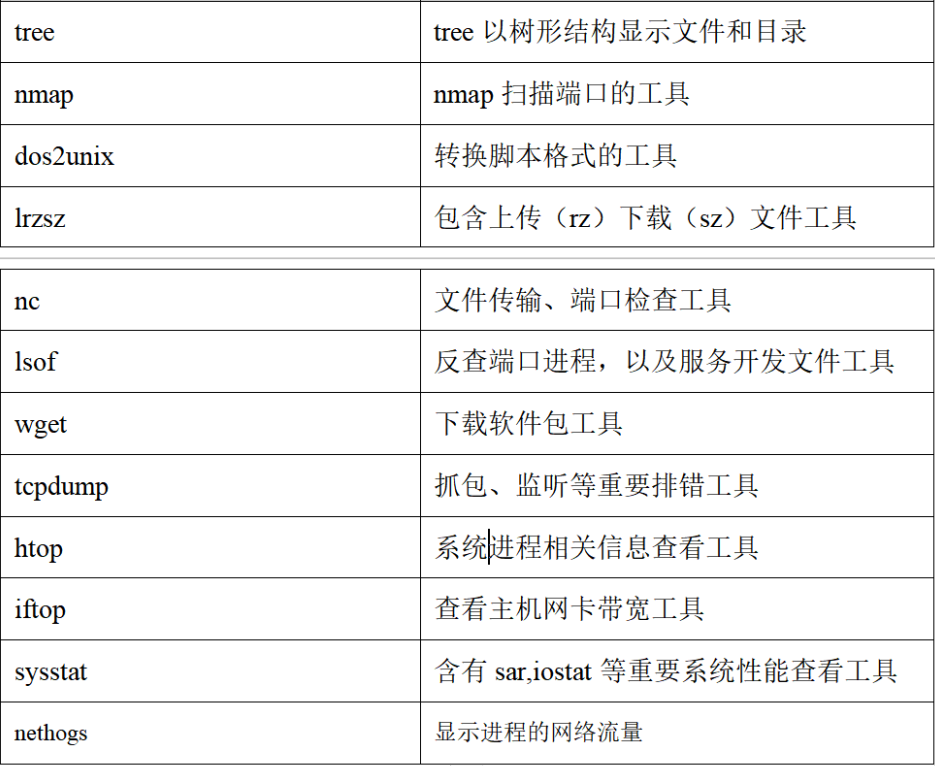 tree tree 以树形结构显示文件和目录
nmap nmap 扫描端口的工具
dos2unix 转换脚本格式的工具
lrzsz 包含上传（rz）下载（sz）文件工具
nc 文件传输、端口检查工具
lsof 反查端口进程，以及服务开发文件工具
wget 下载软件包工具
tcpdump 抓包、监听等重要排错工具
htop 系统进程相关信息查看工具
iftop 查看主机网卡带宽工具
sysstat 含有 sar,iostat 等重要系统性能查看工具
nethogs 显示进程的网络流量